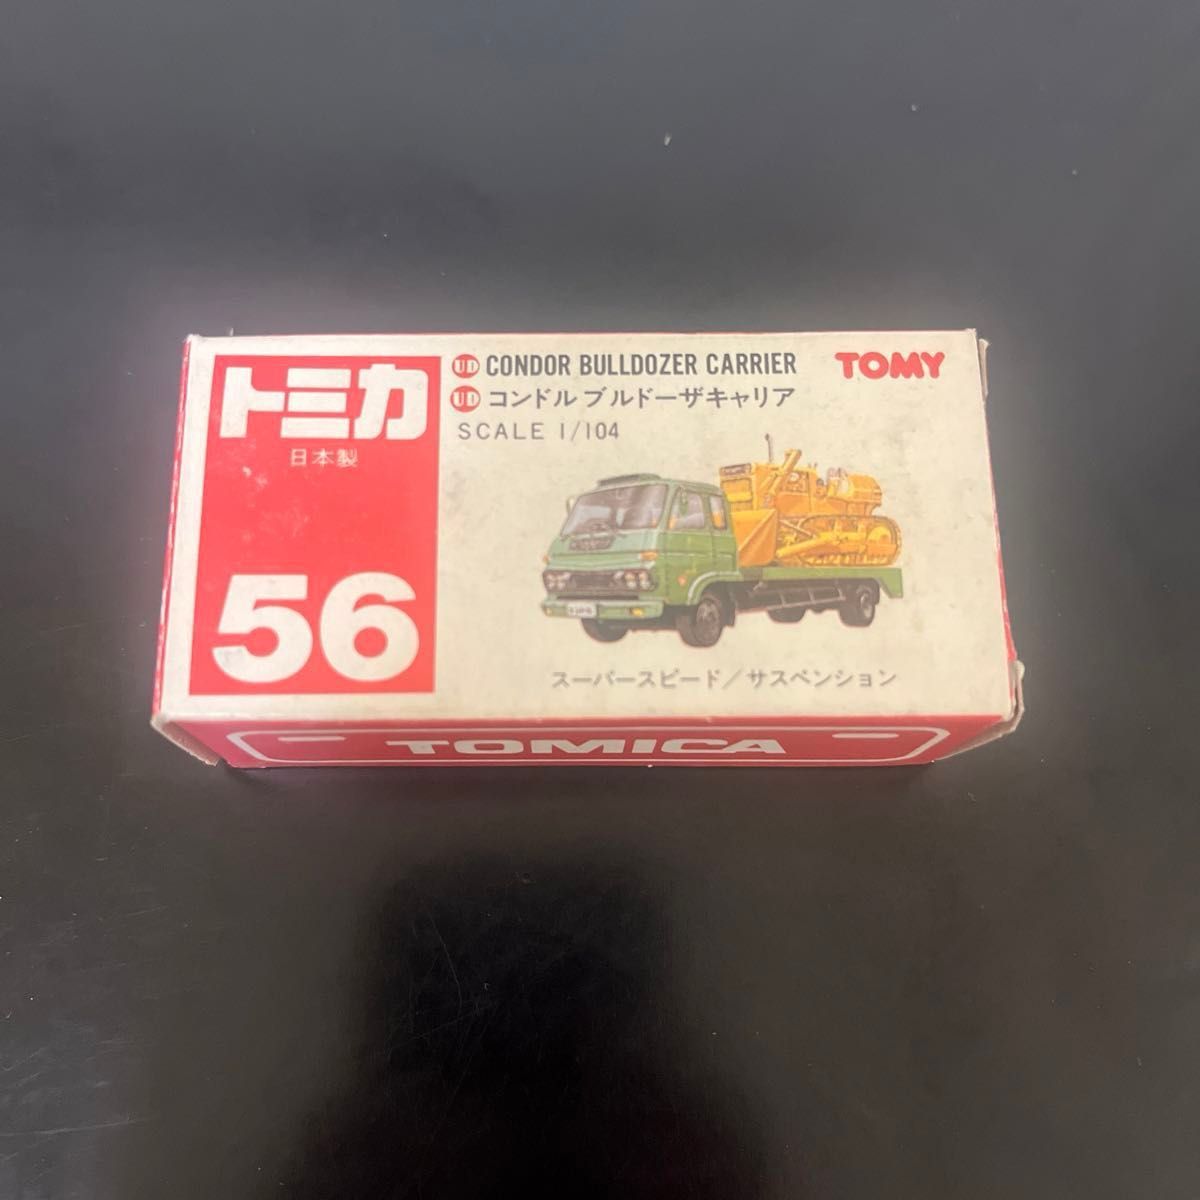 トミカ
日本製
56
UD CONDOR BULLDOZER CARRIER
TOMY
UD コンドル ブルドーザキャリア
SCALE 1/104
スーパースピード/サスペンション
TOMICA